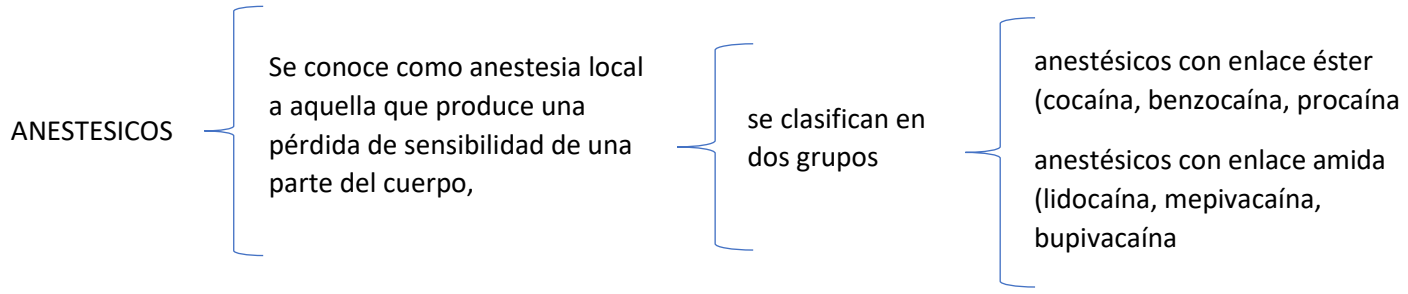 ANESTESICOS
Se conoce como anestesia local
a aquella que produce una
pérdida de sensibilidad de una
parte del cuerpo,
se clasifican en
dos grupos
anestésicos con enlace éster
(cocaína, benzocaína, procaína
anestésicos con enlace amida
(lidocaína, mepivacaína,
bupivacaína